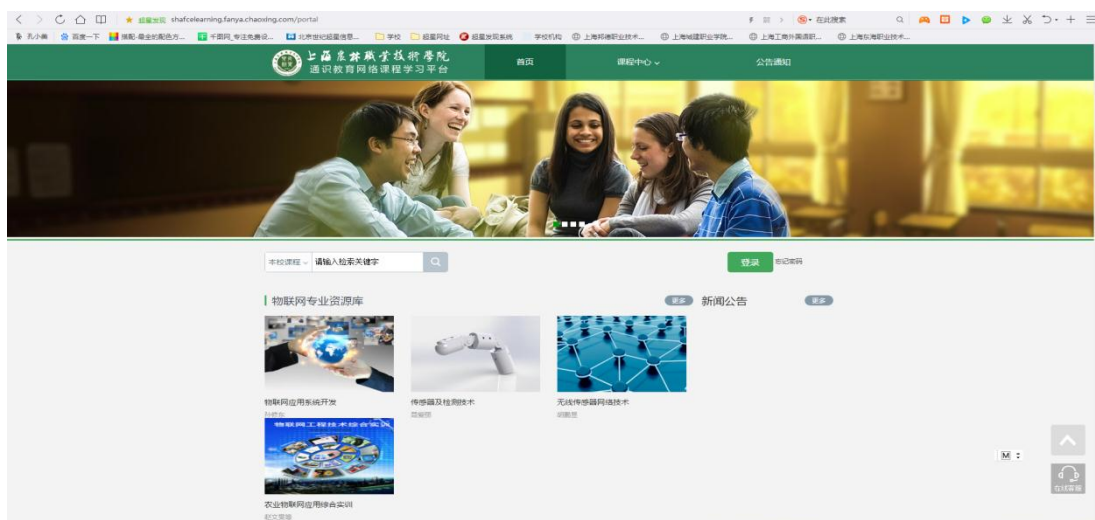 超星发现 shafcelearning.fanya.chaoxing.com/portal
在此搜索
百度一下
千图网_专注免费设...
北京世纪超星信息...
学校
超星网址
超星发现系统
学校机构
上海邦德职业技术...
上海城建职业学院...
上海工商外国语职...
上海东海职业技术...
上海农林职业技术学院
通识教育网络课程学习平台
首页
课程中心
公告通知
本校课程
请输入检索关键字
登录
忘记密码
物联网专业资源库
更多
新闻公告
更多
物联网应用系统开发
传感器及检测技术
无线传感器网络技术
物联网工程技术综合实训
农业物联网应用综合实训
M
在线客服